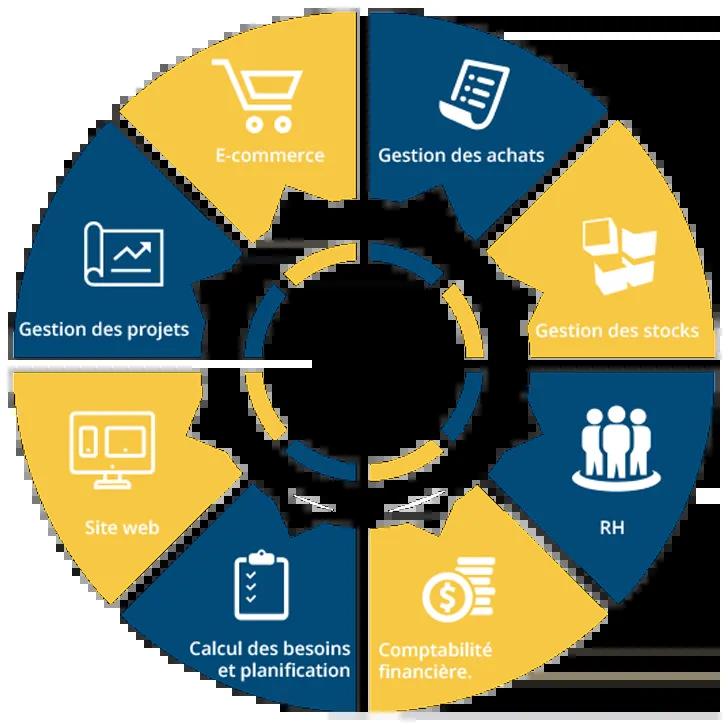 E-commerce
Gestion des achats
Gestion des projets
Gestion des stocks
Site web
RH
Calcul des besoins
et planification
Comptabilité
financière.